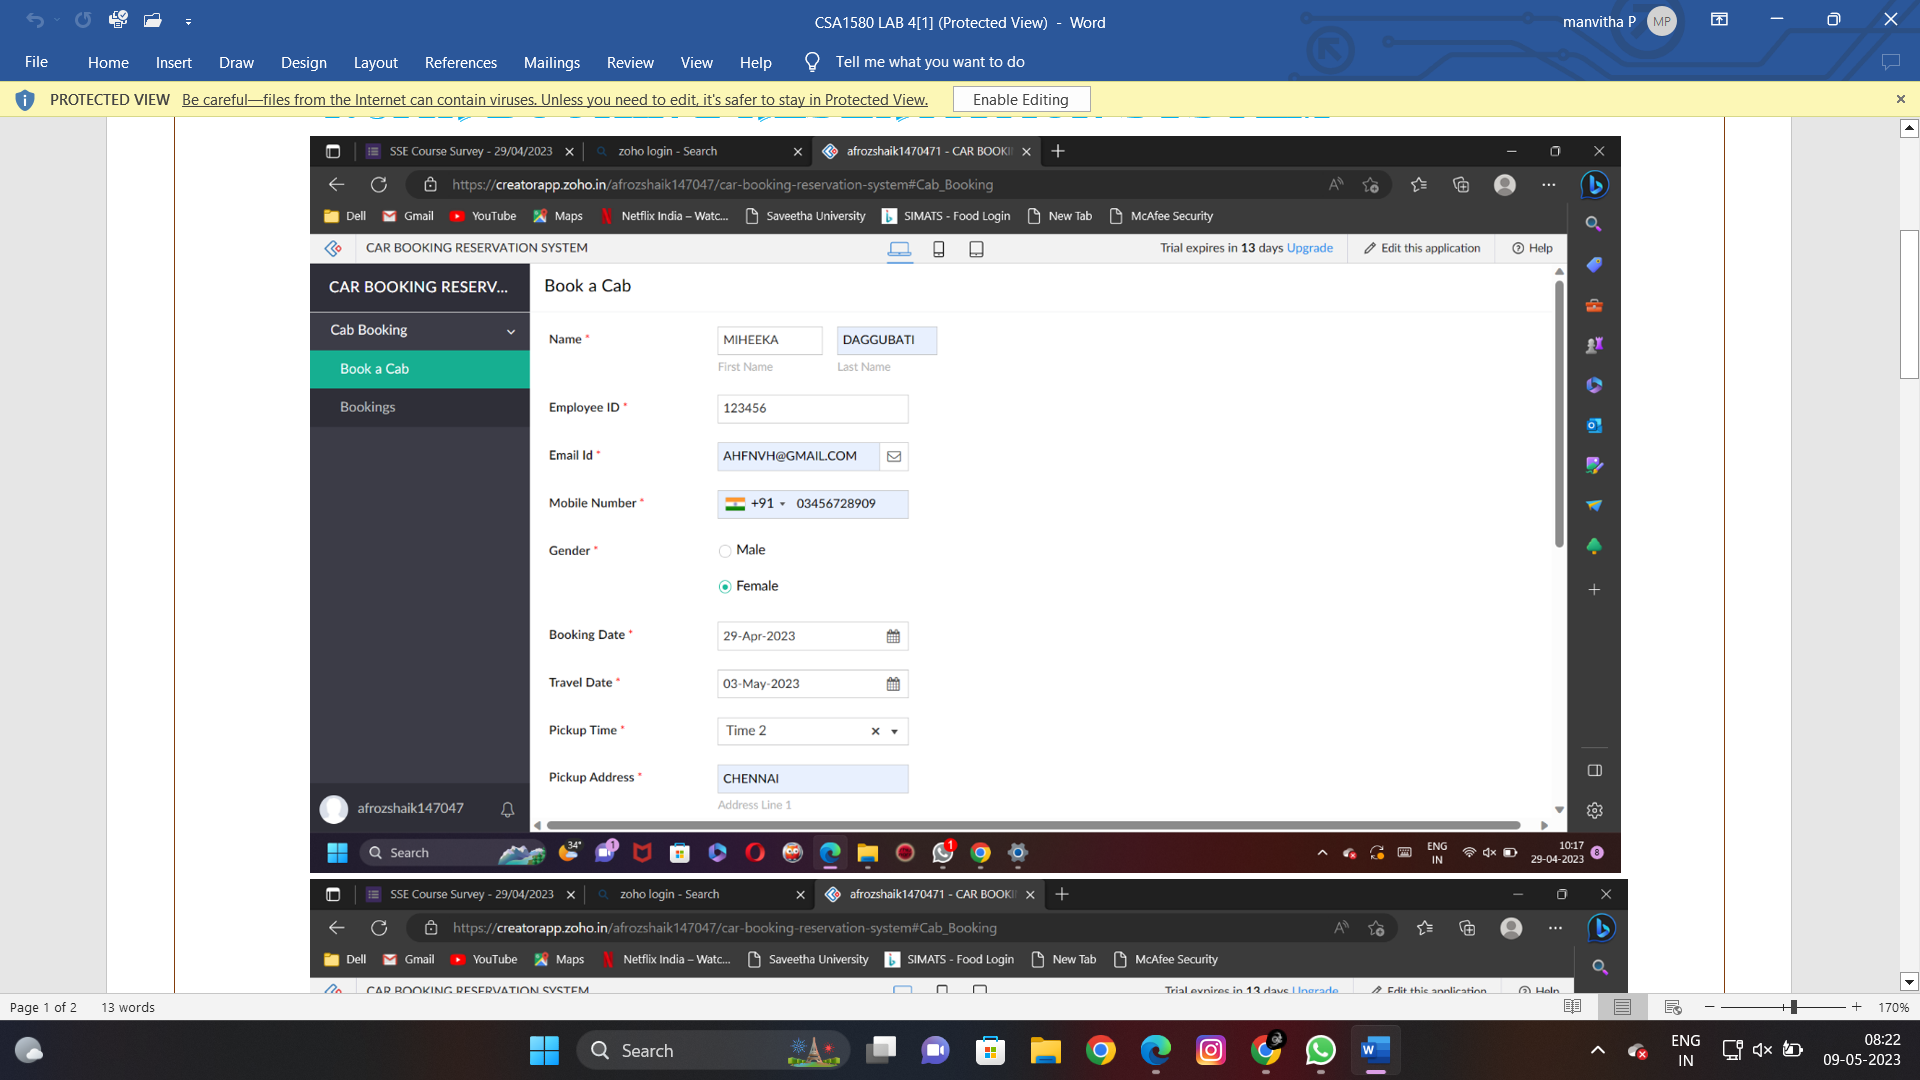 CSA1580 LAB 4[1] (Protected View) - Word
manvitha P MP
File Home Insert Draw Design Layout References Mailings Review View Help Tell me what you want to do
PROTECTED VIEW Be careful—files from the Internet can contain viruses. Unless you need to edit, it's safer to stay in Protected View. Enable Editing
SSE Course Survey - 29/04/2023 zoho login - Search afrozshaik1470471 - CAR BOOKI
https://creatorapp.zoho.in/afrozshaik147047/car-booking-reservation-system#Cab_Booking
Dell Gmail YouTube Maps Netflix India – Watc... Saveetha University SIMATS - Food Login New Tab McAfee Security
CAR BOOKING RESERVATION SYSTEM Trial expires in 13 days Upgrade Edit this application Help
CAR BOOKING RESERV... Book a Cab
Cab Booking
Book a Cab
Bookings
Name * MIHEEKA DAGGUBATI
First Name Last Name
Employee ID * 123456
Email Id * AHFNVH@GMAIL.COM
Mobile Number * +91 03456728909
Gender * Male
Female
Booking Date * 29-Apr-2023
Travel Date * 03-May-2023
Pickup Time * Time 2
Pickup Address * CHENNAI
Address Line 1
afrozshaik147047
Search 34° 1 1 ENG IN 10:17 29-04-2023 8
SSE Course Survey - 29/04/2023 zoho login - Search afrozshaik1470471 - CAR BOOKI
https://creatorapp.zoho.in/afrozshaik147047/car-booking-reservation-system#Cab_Booking
Dell Gmail YouTube Maps Netflix India – Watc... Saveetha University SIMATS - Food Login New Tab McAfee Security
CAR BOOKING RESERVATION SYSTEM Trial expires in 13 days Upgrade Edit this application Help
Page 1 of 2 13 words 170%
Search ENG IN 08:22 09-05-2023